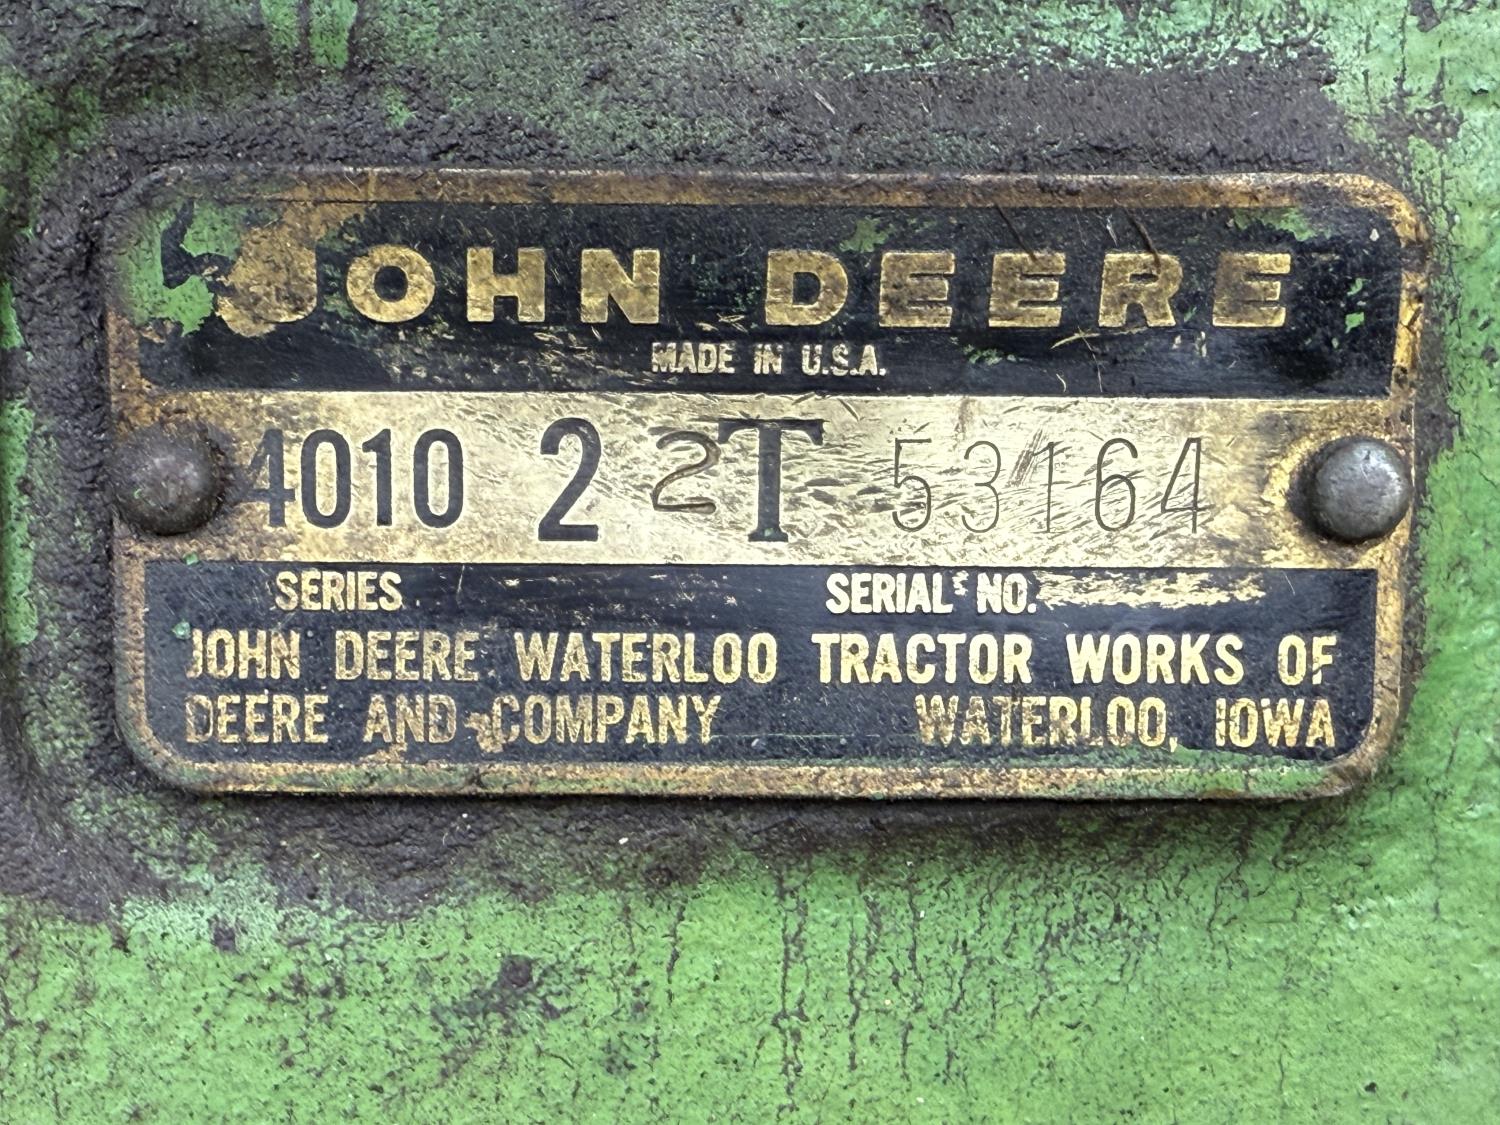 JOHN DEERE
MADE IN U.S.A.
4010 2 2T 53164
SERIES SERIAL NO.
JOHN DEERE WATERLOO TRACTOR WORKS OF
DEERE AND COMPANY WATERLOO, IOWA